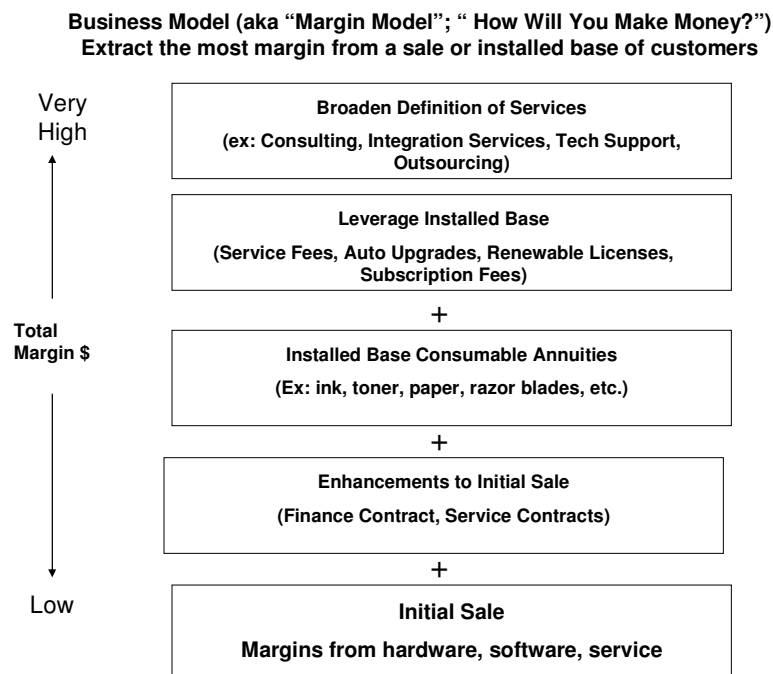 Business Model (aka “Margin Model”; “ How Will You Make Money?”)
Extract the most margin from a sale or installed base of customers
Very
High
Broaden Definition of Services
(ex: Consulting, Integration Services, Tech Support,
Outsourcing)
Leverage Installed Base
(Service Fees, Auto Upgrades, Renewable Licenses,
Subscription Fees)
+
Total
Margin $
Installed Base Consumable Annuities
(Ex: ink, toner, paper, razor blades, etc.)
+
Enhancements to Initial Sale
(Finance Contract, Service Contracts)
+
Low
Initial Sale
Margins from hardware, software, service